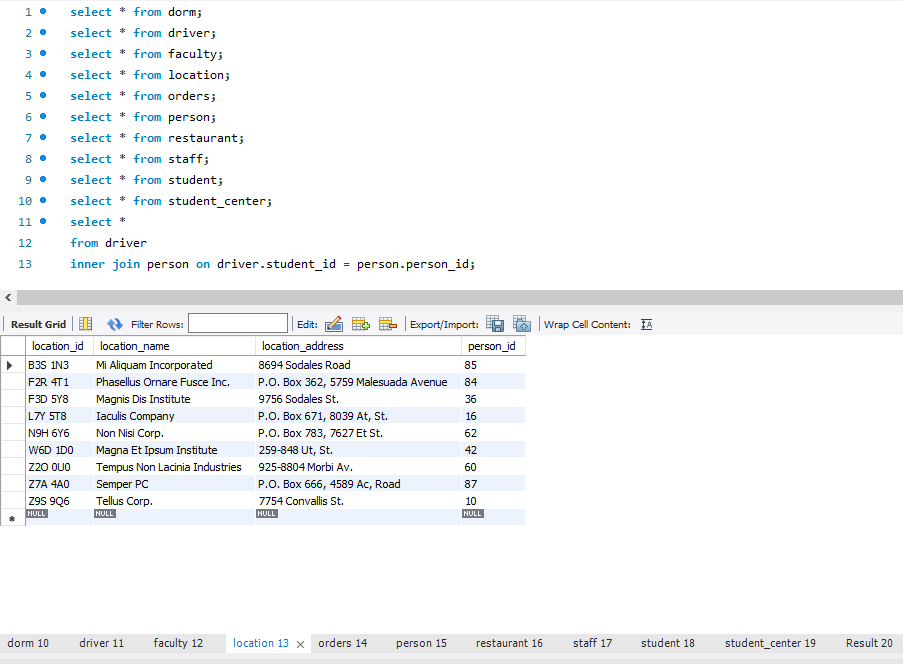 1 select * from dorm;
2 select * from driver;
3 select * from faculty;
4 select * from location;
5 select * from orders;
6 select * from person;
7 select * from restaurant;
8 select * from staff;
9 select * from student;
10 select * from student_center;
11 select *
12 from driver
13 inner join person on driver.student_id = person.person_id;
Result Grid Filter Rows: Edit: Export/Import: Wrap Cell Content: IA
location_id location_name location_address person_id
B3S 1N3 Mi Aliquam Incorporated 8694 Sodales Road 85
F2R 4T1 Phasellus Ornare Fusce Inc. P.O. Box 362, 5759 Malesuada Avenue 84
F3D 5Y8 Magnis Dis Institute 9756 Sodales St. 36
L7Y 5T8 Iaculis Company P.O. Box 671, 8039 At, St. 16
N9H 6Y6 Non Nisi Corp. P.O. Box 783, 7627 Et St. 62
W6D 1D0 Magna Et Ipsum Institute 259-848 Ut, St. 42
Z2O 0U0 Tempus Non Lacinia Industries 925-8804 Morbi Av. 60
Z7A 4A0 Semper PC P.O. Box 666, 4589 Ac, Road 87
Z9S 9Q6 Tellus Corp. 7754 Convallis St. 10
NULL NULL NULL NULL
dorm 10 driver 11 faculty 12 location 13 orders 14 person 15 restaurant 16 staff 17 student 18 student_center 19 Result 20